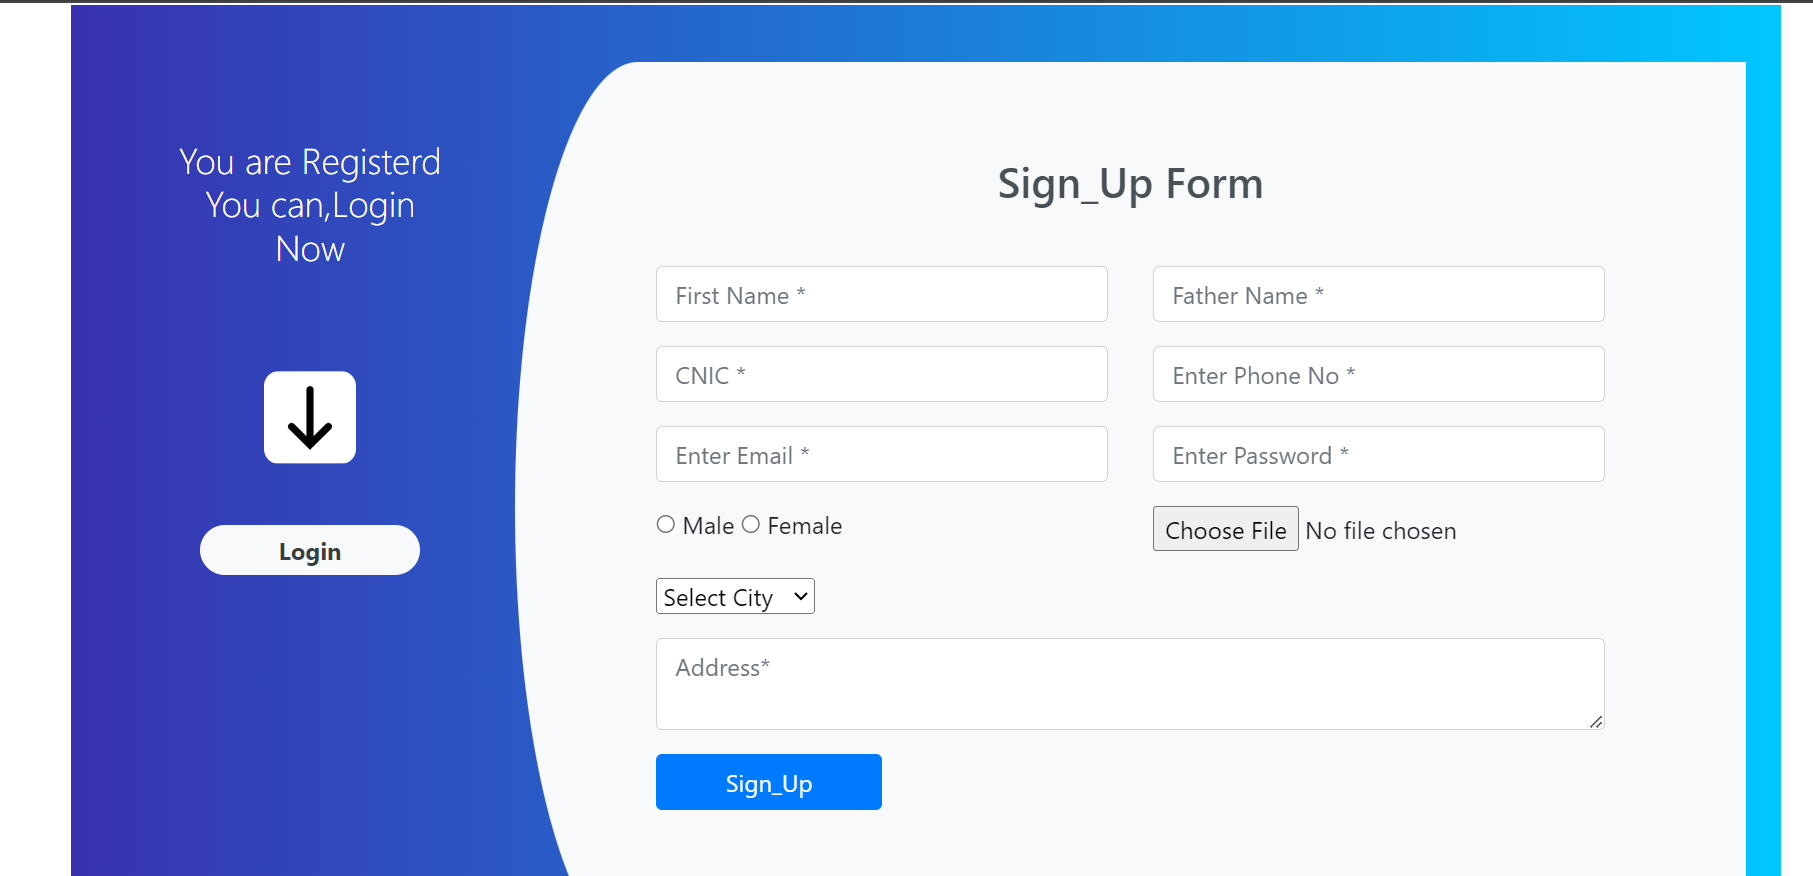 You are Registerd
You can,Login
Now
Login
Sign_Up Form
First Name *
Father Name *
CNIC *
Enter Phone No *
Enter Email *
Enter Password *
Male Female
Choose File No file chosen
Select City
Address*
Sign_Up